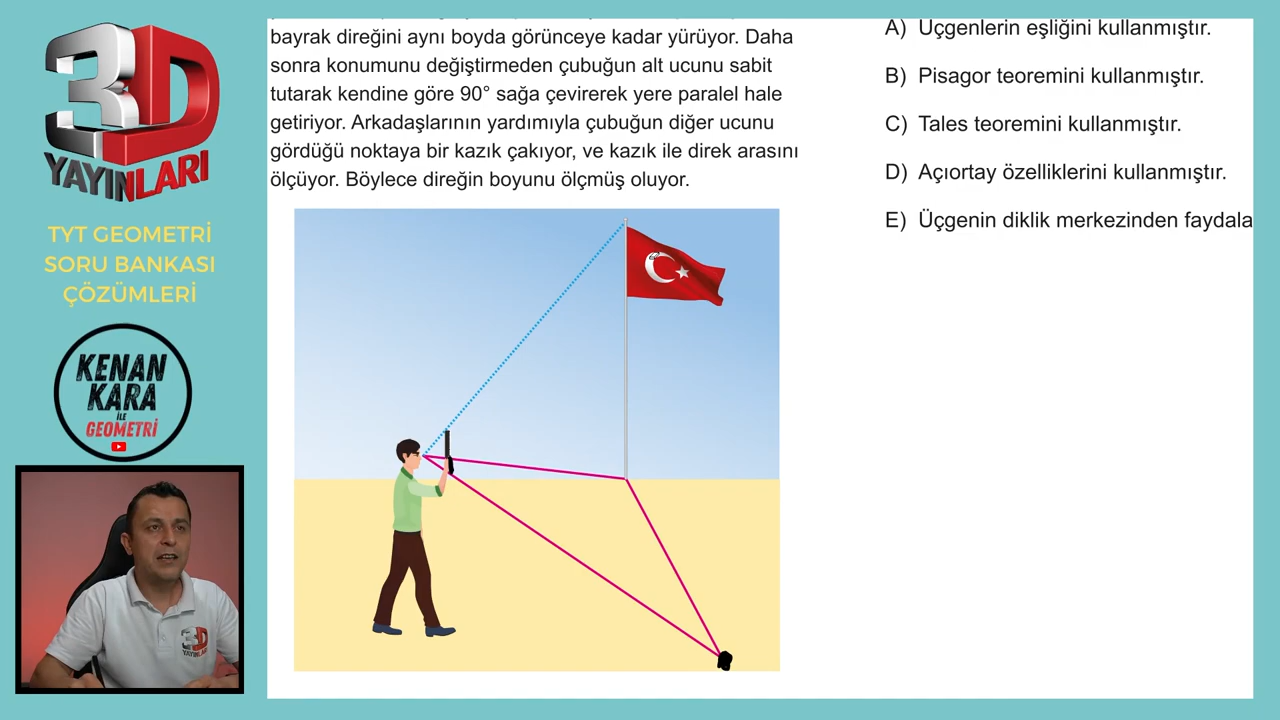 3D
YAYINLARI
TYT GEOMETRİ
SORU BANKASI
ÇÖZÜMLERİ
KENAN
KARA
İLE
GEOMETRİ
3D
YAYINLARI
bayrak direğini aynı boyda görünceye kadar yürüyor. Daha
sonra konumunu değiştirmeden çubuğun alt ucunu sabit
tutarak kendine göre 90° sağa çevirerek yere paralel hale
getiriyor. Arkadaşlarının yardımıyla çubuğun diğer ucunu
gördüğü noktaya bir kazık çakıyor, ve kazık ile direk arasını
ölçüyor. Böylece direğin boyunu ölçmüş oluyor.
A) Üçgenlerin eşliğini kullanmıştır.
B) Pisagor teoremini kullanmıştır.
C) Tales teoremini kullanmıştır.
D) Açıortay özelliklerini kullanmıştır.
E) Üçgenin diklik merkezinden faydala